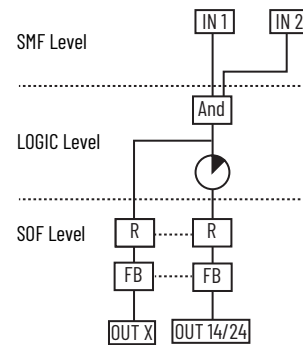 IN 1 IN 2
SMF Level
And
LOGIC Level
SOF Level
R R
FB FB
OUT X OUT 14/24